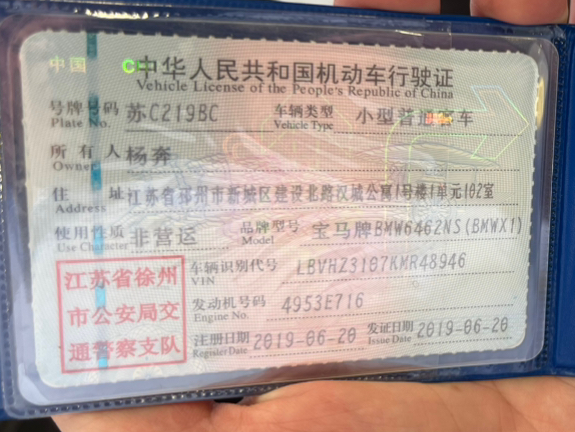 中国
中华人民共和国机动车行驶证
Vehicle License of the People's Republic of China
号牌号码 苏C219BC 车辆类型 小型普通客车
Plate No. Vehicle Type
所有人 杨奔
Owner
住址 江苏省邳州市新城区建设北路汉城公寓1号楼1单元102室
Address
使用性质 非营运 品牌型号 宝马牌BMW6462NS(BMWX1)
Use Character Model
江苏省徐州
市公安局交
通警察支队
车辆识别代号 LBVHZ3107KMR48946
VIN
发动机号码 4953E716
Engine No.
注册日期 2019-06-20 发证日期 2019-06-20
Register Date Issue Date